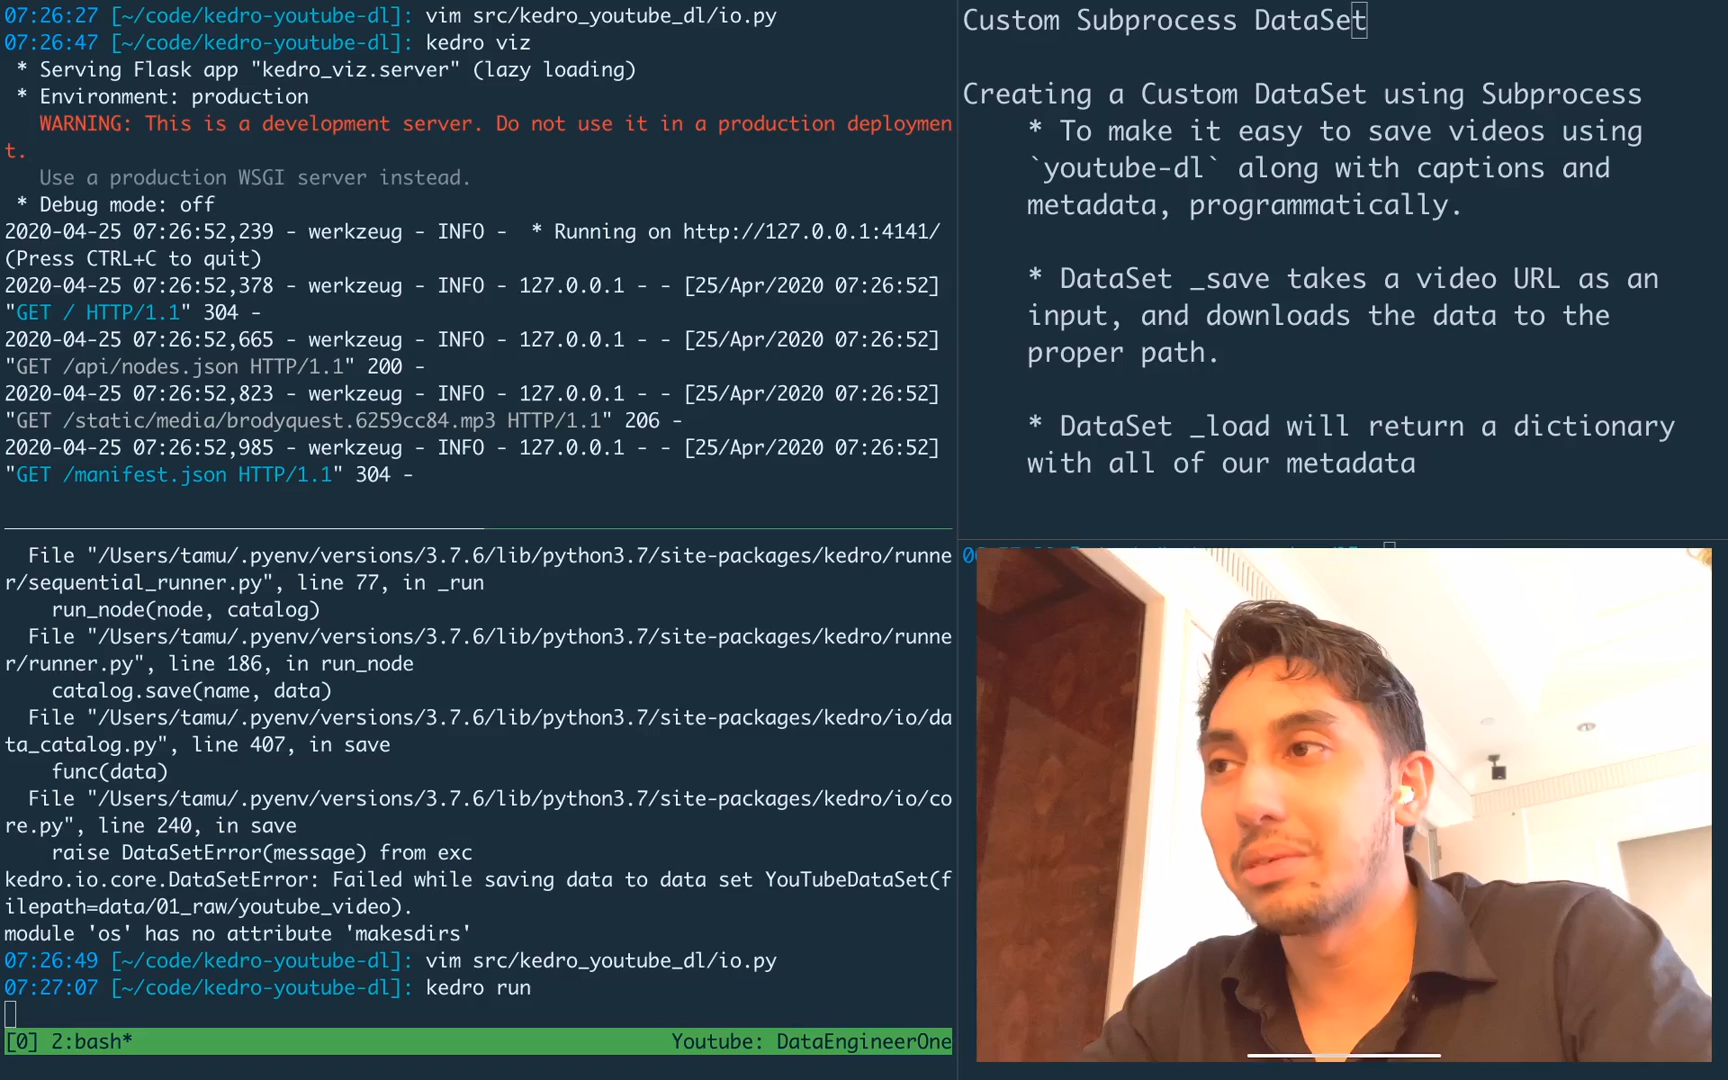 07:26:27 [~/code/kedro-youtube-dl]: vim src/kedro_youtube_dl/io.py
07:26:47 [~/code/kedro-youtube-dl]: kedro viz
 * Serving Flask app "kedro_viz.server" (lazy loading)
 * Environment: production
   WARNING: This is a development server. Do not use it in a production deploymen
t.
   Use a production WSGI server instead.
 * Debug mode: off
2020-04-25 07:26:52,239 - werkzeug - INFO -  * Running on http://127.0.0.1:4141/
(Press CTRL+C to quit)
2020-04-25 07:26:52,378 - werkzeug - INFO - 127.0.0.1 - - [25/Apr/2020 07:26:52]
"GET / HTTP/1.1" 304 -
2020-04-25 07:26:52,665 - werkzeug - INFO - 127.0.0.1 - - [25/Apr/2020 07:26:52]
"GET /api/nodes.json HTTP/1.1" 200 -
2020-04-25 07:26:52,823 - werkzeug - INFO - 127.0.0.1 - - [25/Apr/2020 07:26:52]
"GET /static/media/brodyquest.6259cc84.mp3 HTTP/1.1" 206 -
2020-04-25 07:26:52,985 - werkzeug - INFO - 127.0.0.1 - - [25/Apr/2020 07:26:52]
"GET /manifest.json HTTP/1.1" 304 -
  File "/Users/tamu/.pyenv/versions/3.7.6/lib/python3.7/site-packages/kedro/runne
r/sequential_runner.py", line 77, in _run
    run_node(node, catalog)
  File "/Users/tamu/.pyenv/versions/3.7.6/lib/python3.7/site-packages/kedro/runne
r/runner.py", line 186, in run_node
    catalog.save(name, data)
  File "/Users/tamu/.pyenv/versions/3.7.6/lib/python3.7/site-packages/kedro/io/da
ta_catalog.py", line 407, in save
    func(data)
  File "/Users/tamu/.pyenv/versions/3.7.6/lib/python3.7/site-packages/kedro/io/co
re.py", line 240, in save
    raise DataSetError(message) from exc
kedro.io.core.DataSetError: Failed while saving data to data set YouTubeDataSet(f
ilepath=data/01_raw/youtube_video).
module 'os' has no attribute 'makesdirs'
07:26:49 [~/code/kedro-youtube-dl]: vim src/kedro_youtube_dl/io.py
07:27:07 [~/code/kedro-youtube-dl]: kedro run
[0] 2:bash* Youtube: DataEngineerOne
Custom Subprocess DataSet
Creating a Custom DataSet using Subprocess
    * To make it easy to save videos using
    `youtube-dl` along with captions and
    metadata, programmatically.
    * DataSet _save takes a video URL as an
    input, and downloads the data to the
    proper path.
    * DataSet _load will return a dictionary
    with all of our metadata